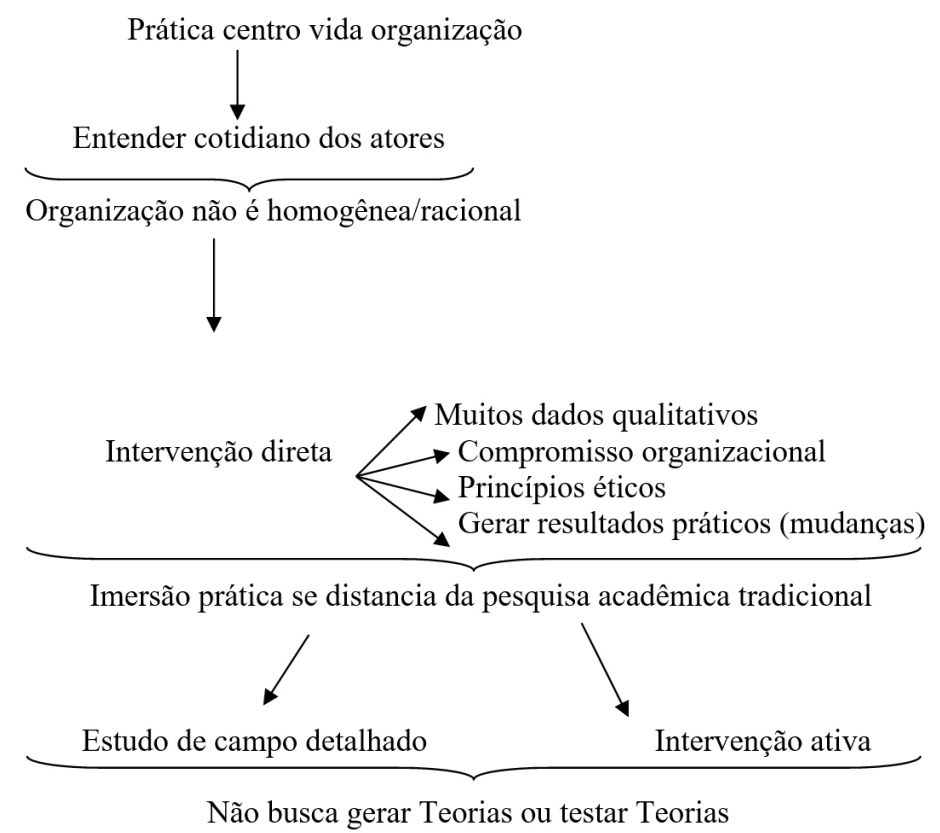 Prática centro vida organização
Entender cotidiano dos atores
Organização não é homogênea/racional
Intervenção direta
Muitos dados qualitativos
Compromisso organizacional
Princípios éticos
Gerar resultados práticos (mudanças)
Imersão prática se distancia da pesquisa acadêmica tradicional
Estudo de campo detalhado
Intervenção ativa
Não busca gerar Teorias ou testar Teorias